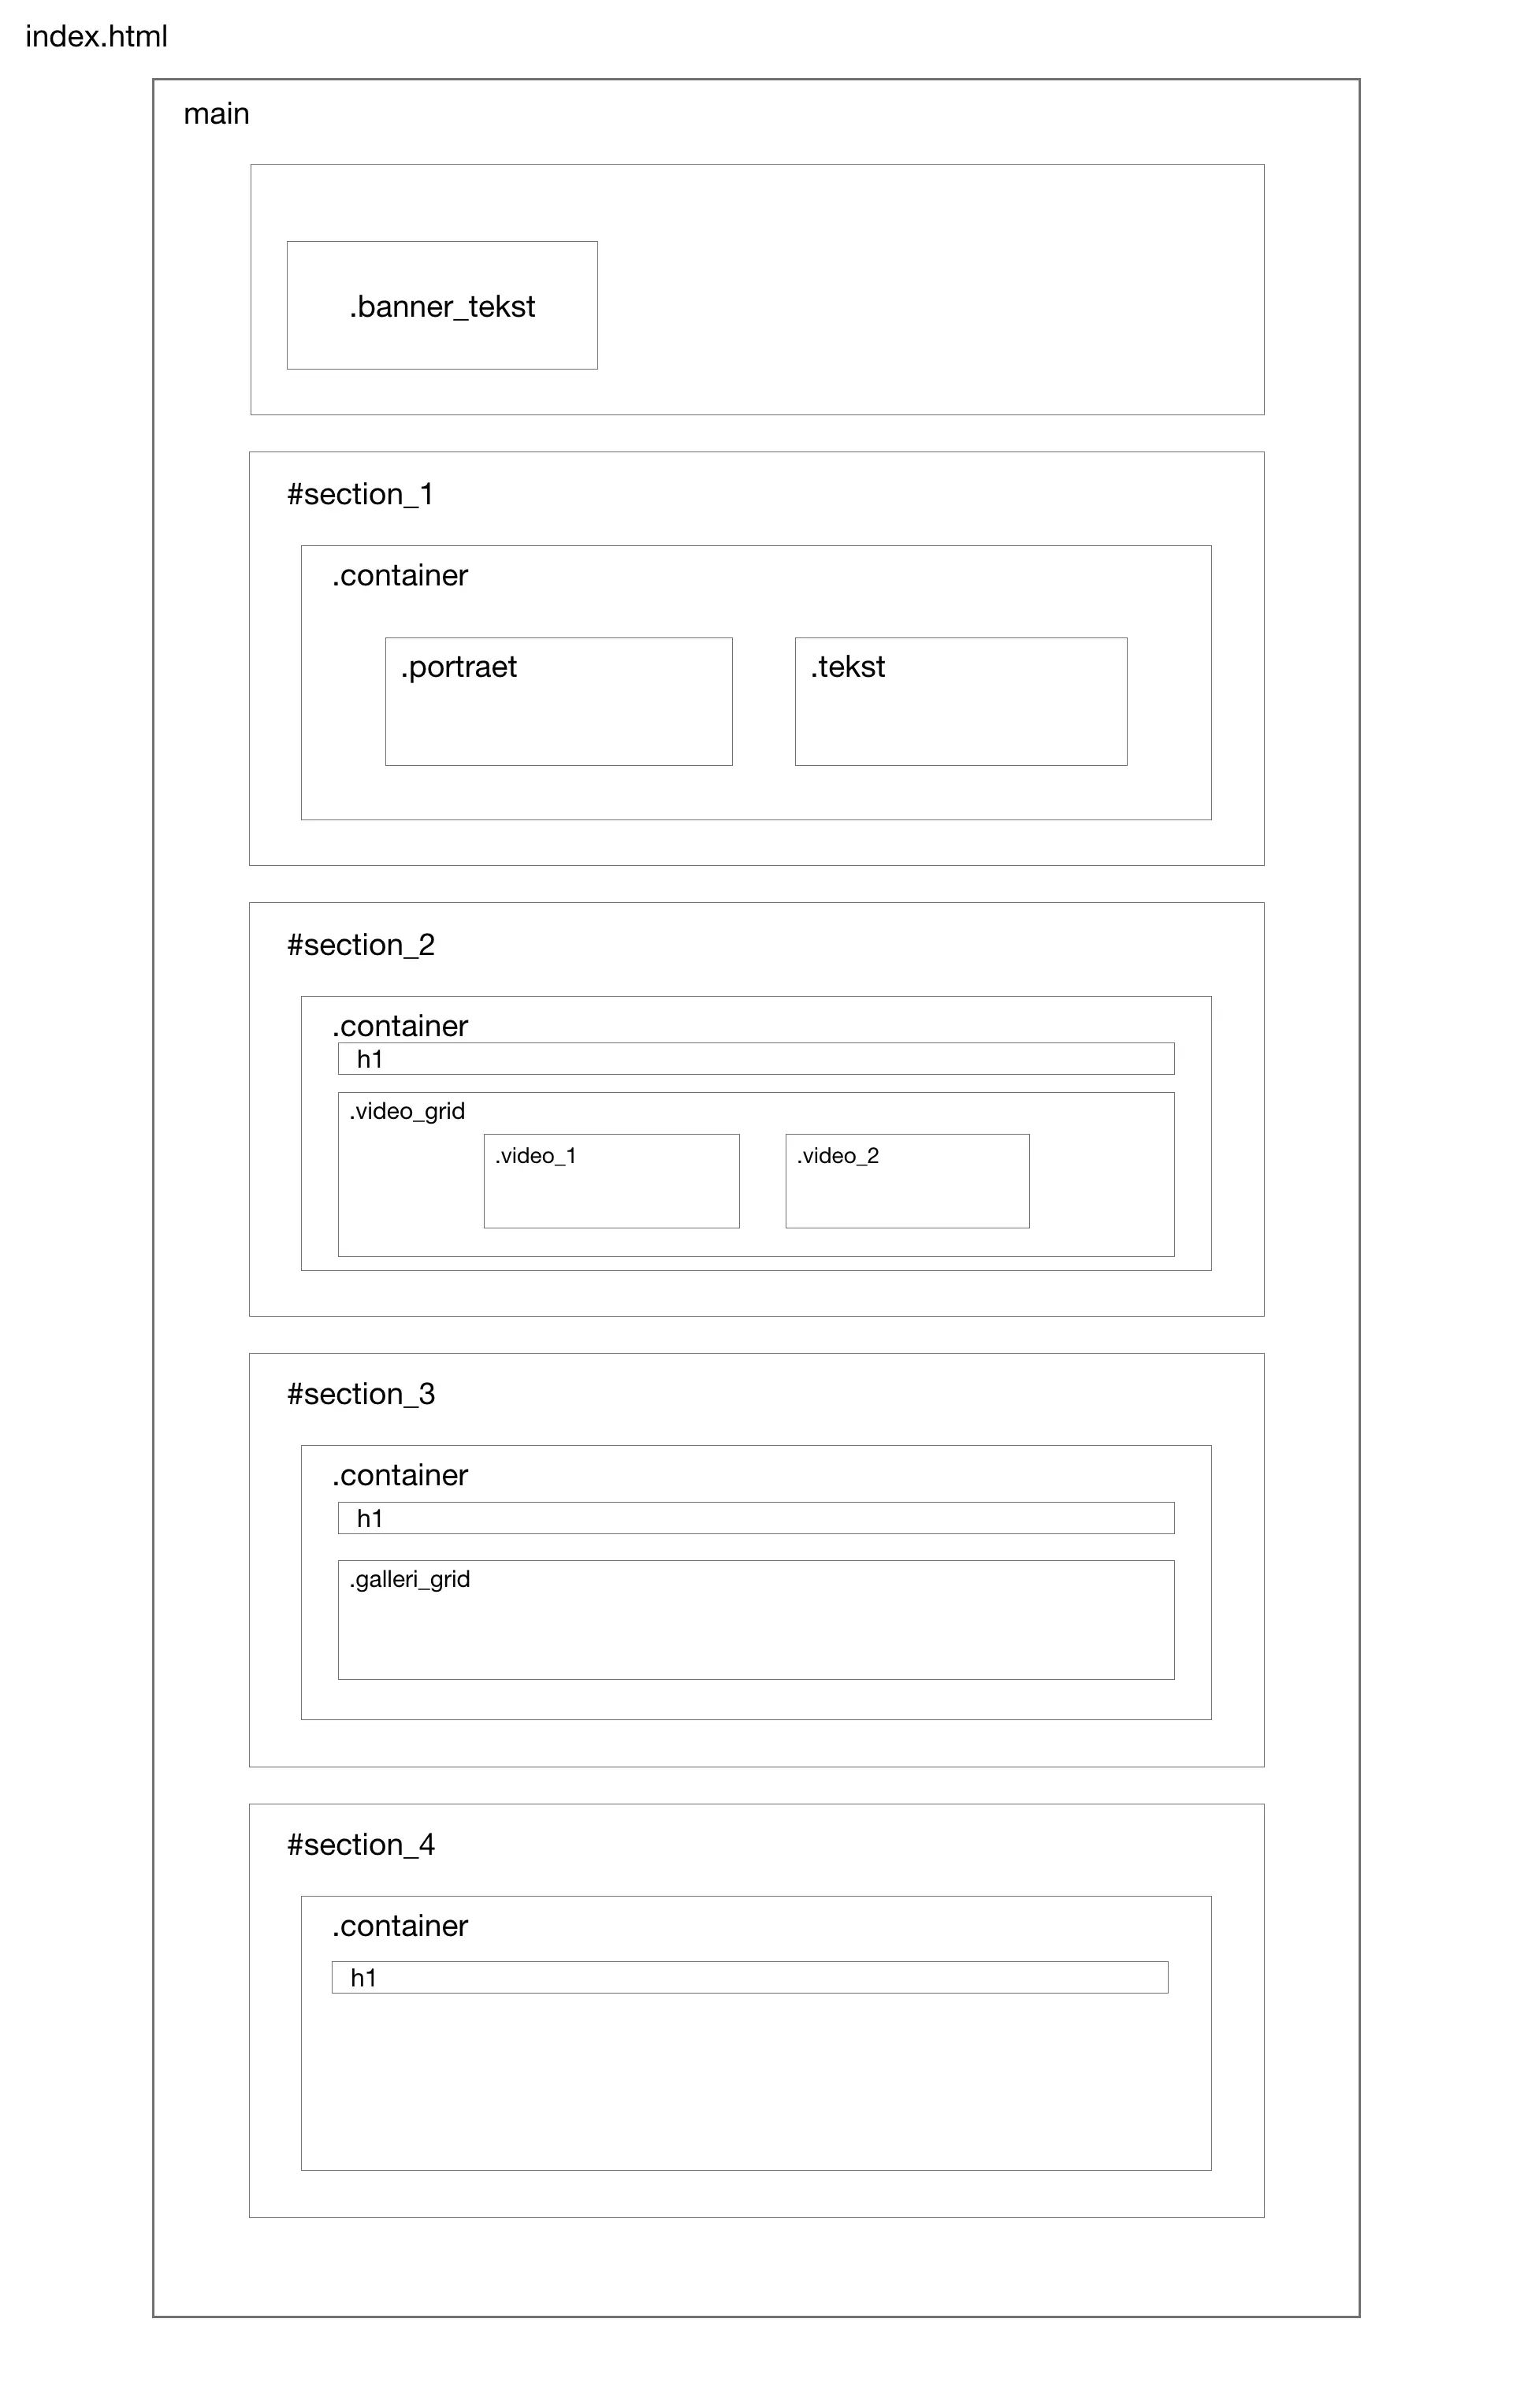 index.html
main
.banner_tekst
#section_1
.container
.portraet
.tekst
#section_2
.container
h1
.video_grid
.video_1
.video_2
#section_3
.container
h1
.galleri_grid
#section_4
.container
h1